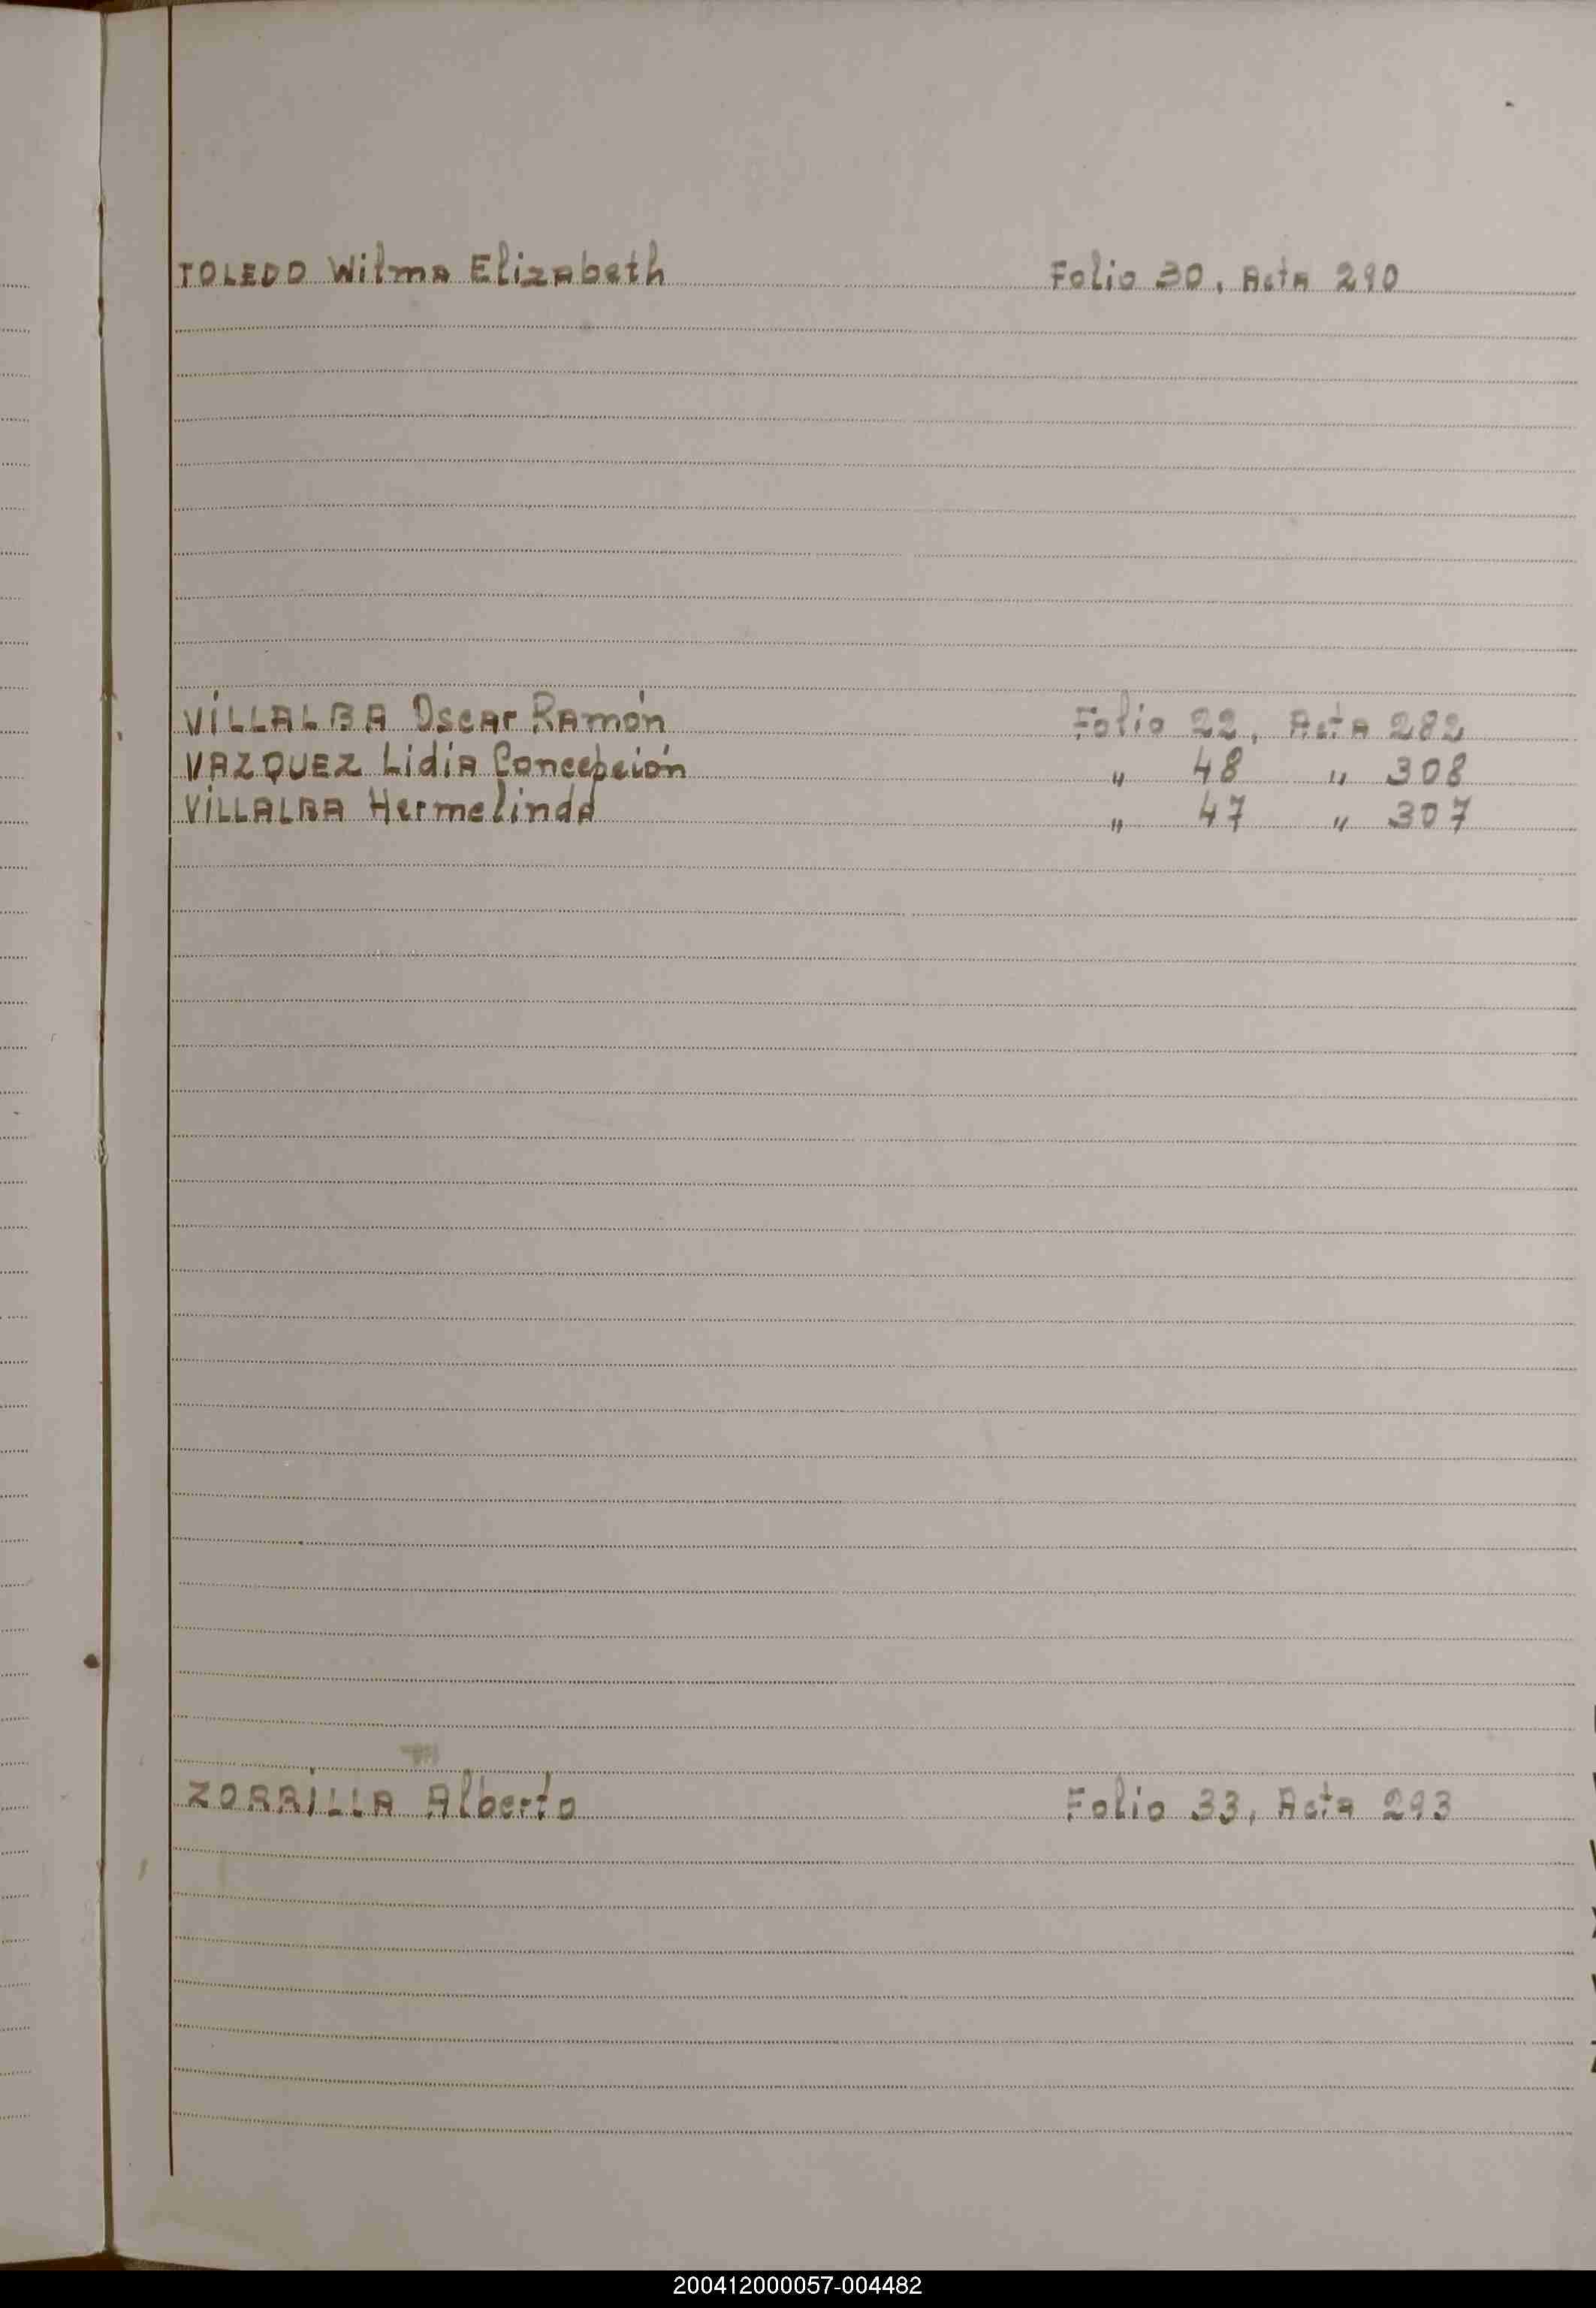 TOLEDO Wilma Elizabeth Folio 30, Acta 290
VILLALBA Oscar Ramón Folio 22, Acta 282
VAZQUEZ Lidia Concepción " 48 " 308
VILLALBA Hermelinda " 47 " 307
ZORRILLA Alberto Folio 33, Acta 293
200412000057-004482